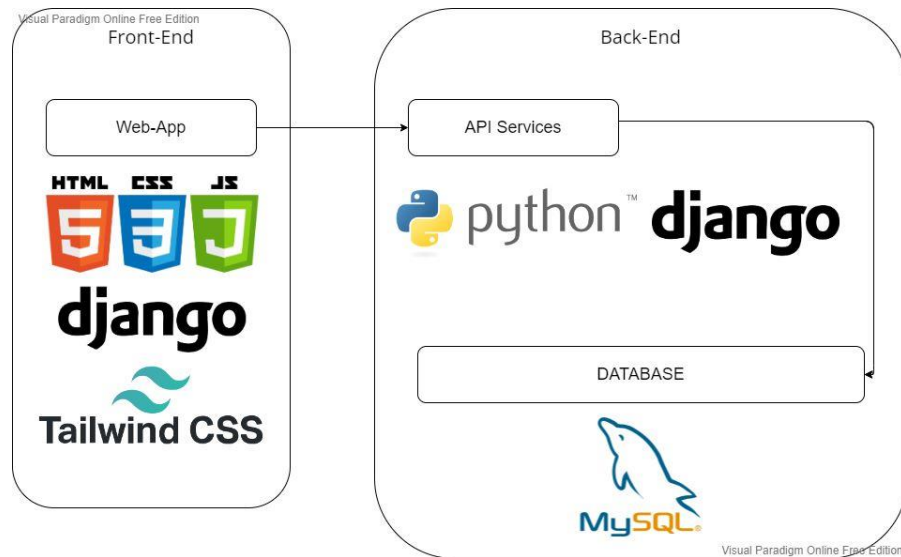 Visual Paradigm Online Free Edition
Front-End
Back-End
Web-App
API Services
HTML CSS JS
5 3 J
python™
django
django
Tailwind CSS
DATABASE
MySQL®
Visual Paradigm Online Free Edition